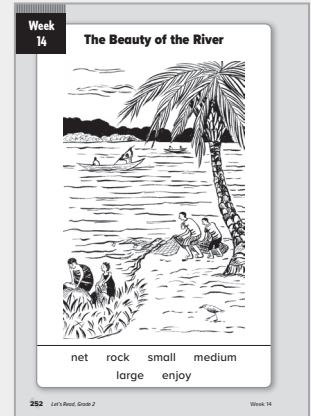 Week
14
The Beauty of the River
net rock small medium
large enjoy
252 Let's Read, Grade 2 Week 14